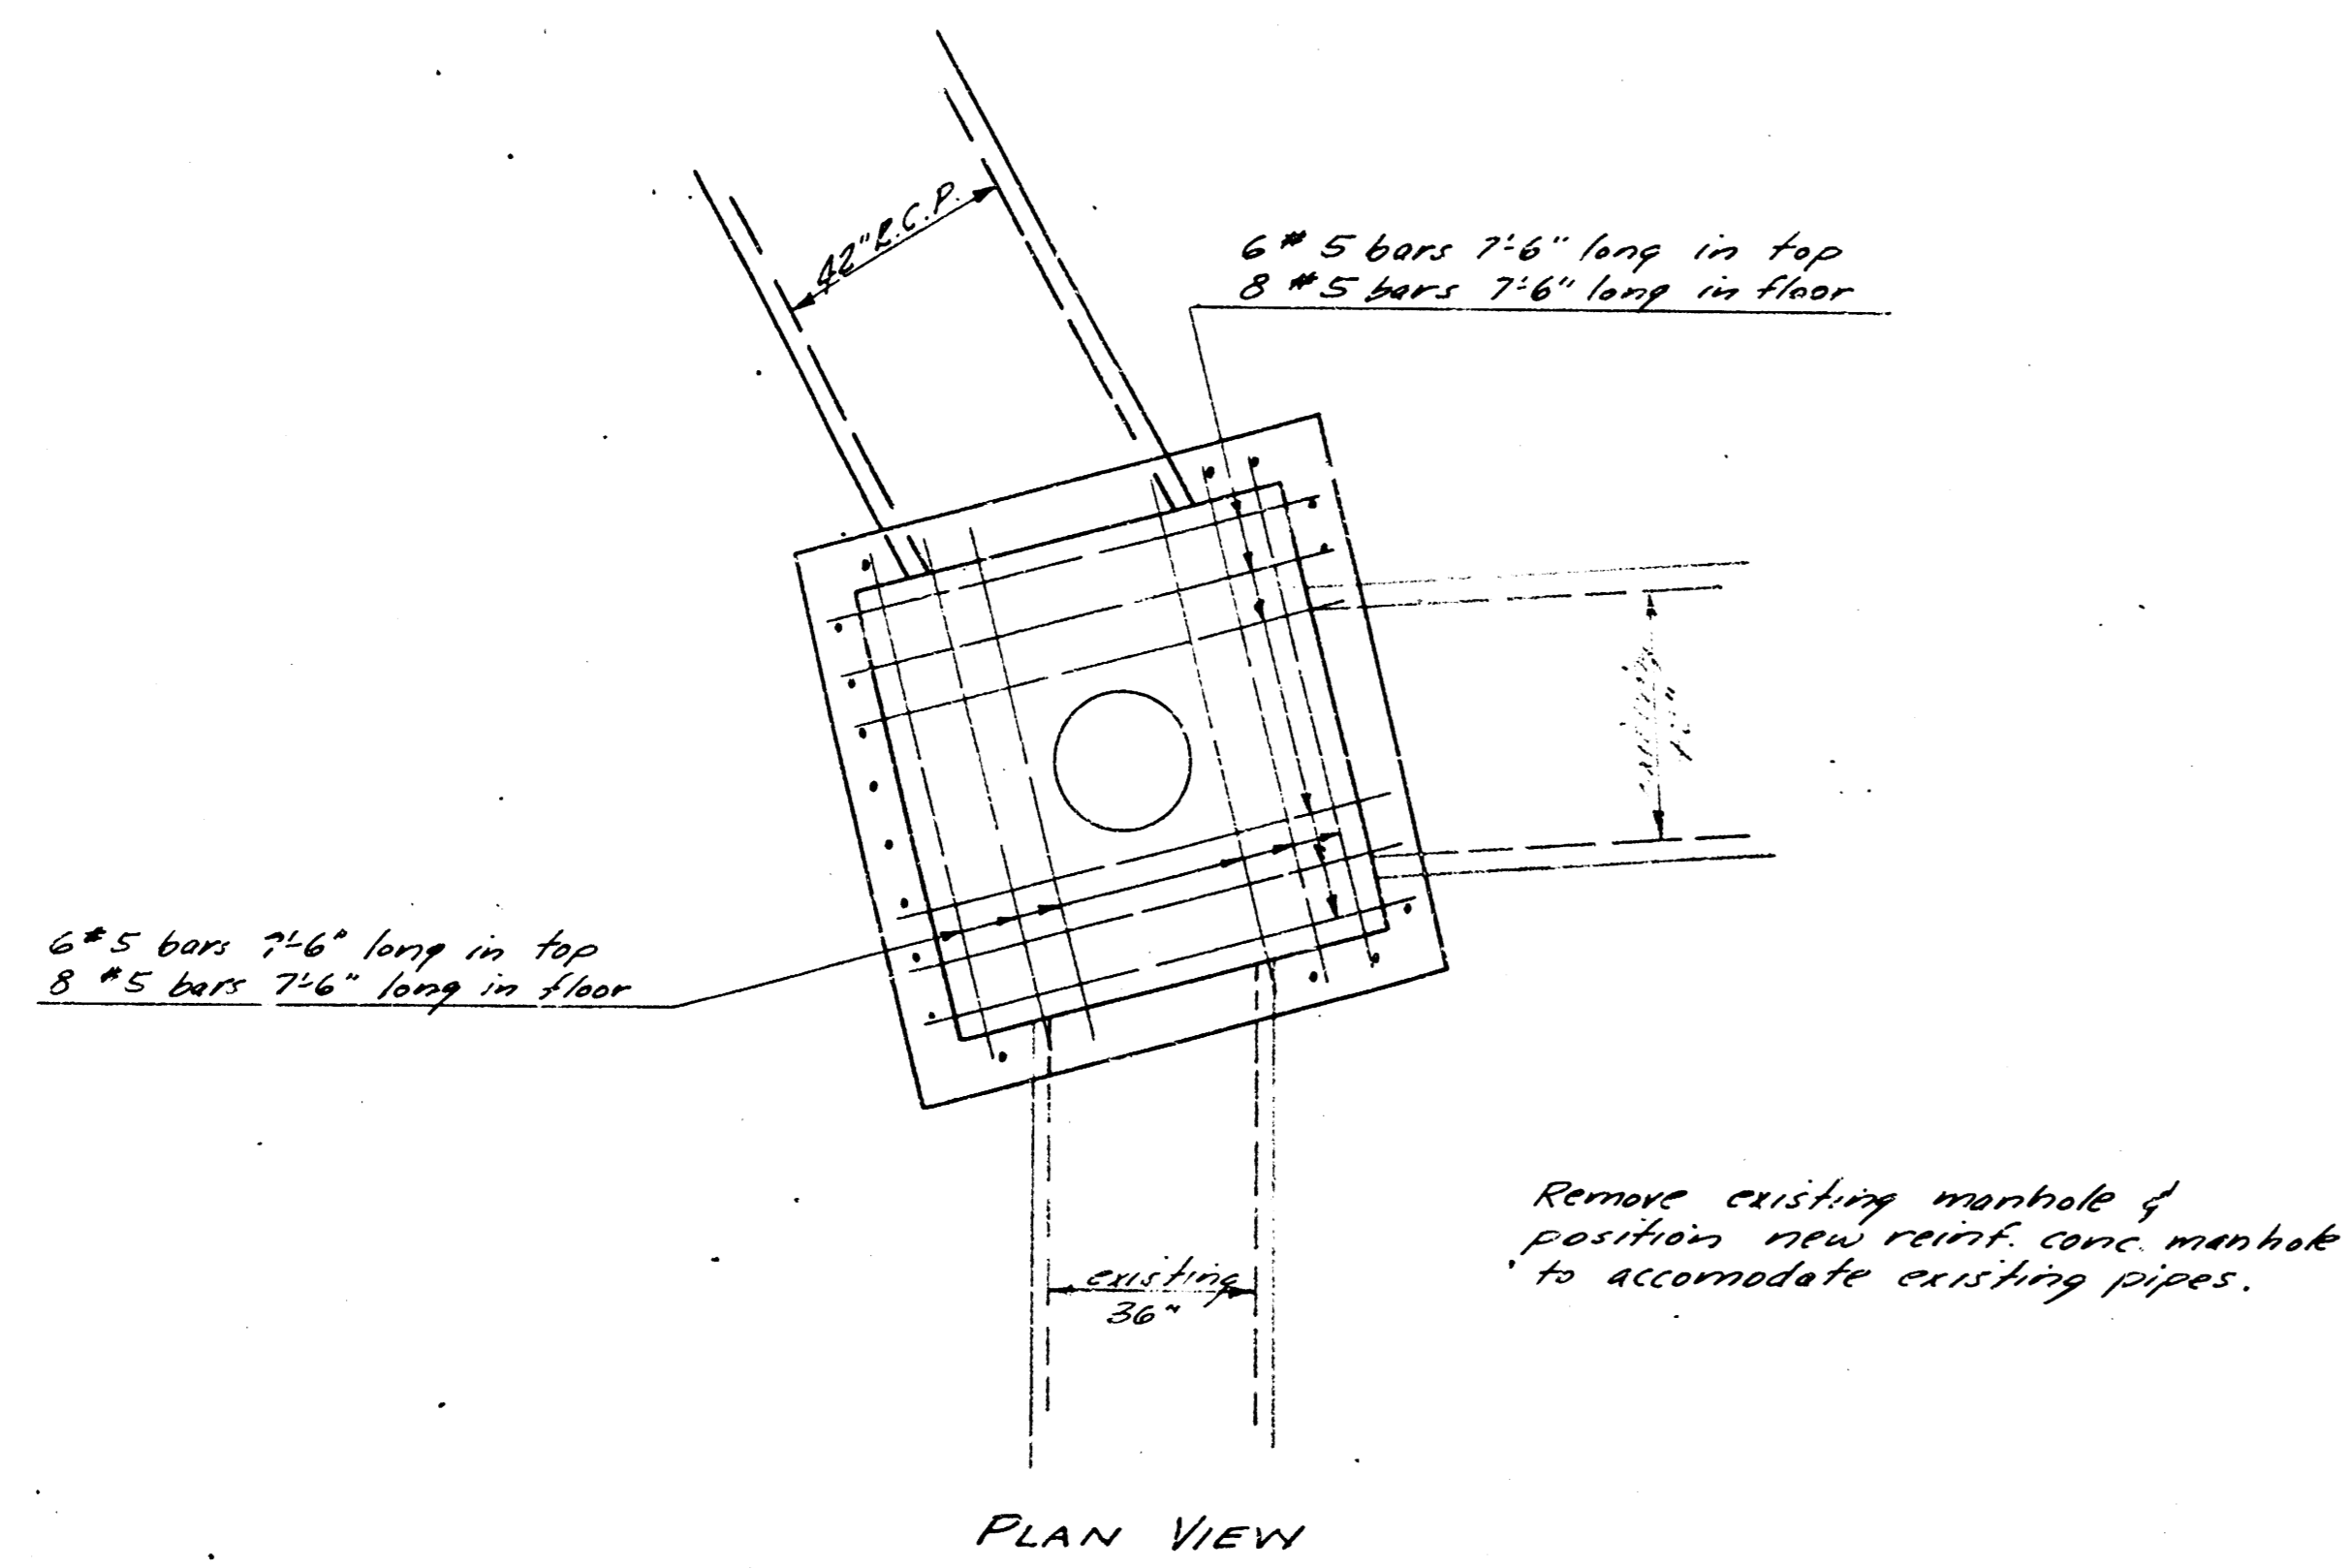 42" R.C.P.
6 # 5 bars 7'-6" long in top
8 # 5 bars 7'-6" long in floor
6 # 5 bars 7'-6" long in top
8 # 5 bars 7'-6" long in floor
Remove existing manhole &
position new reinf. conc. manhole
to accomodate existing pipes.
existing
36"
PLAN VIEW